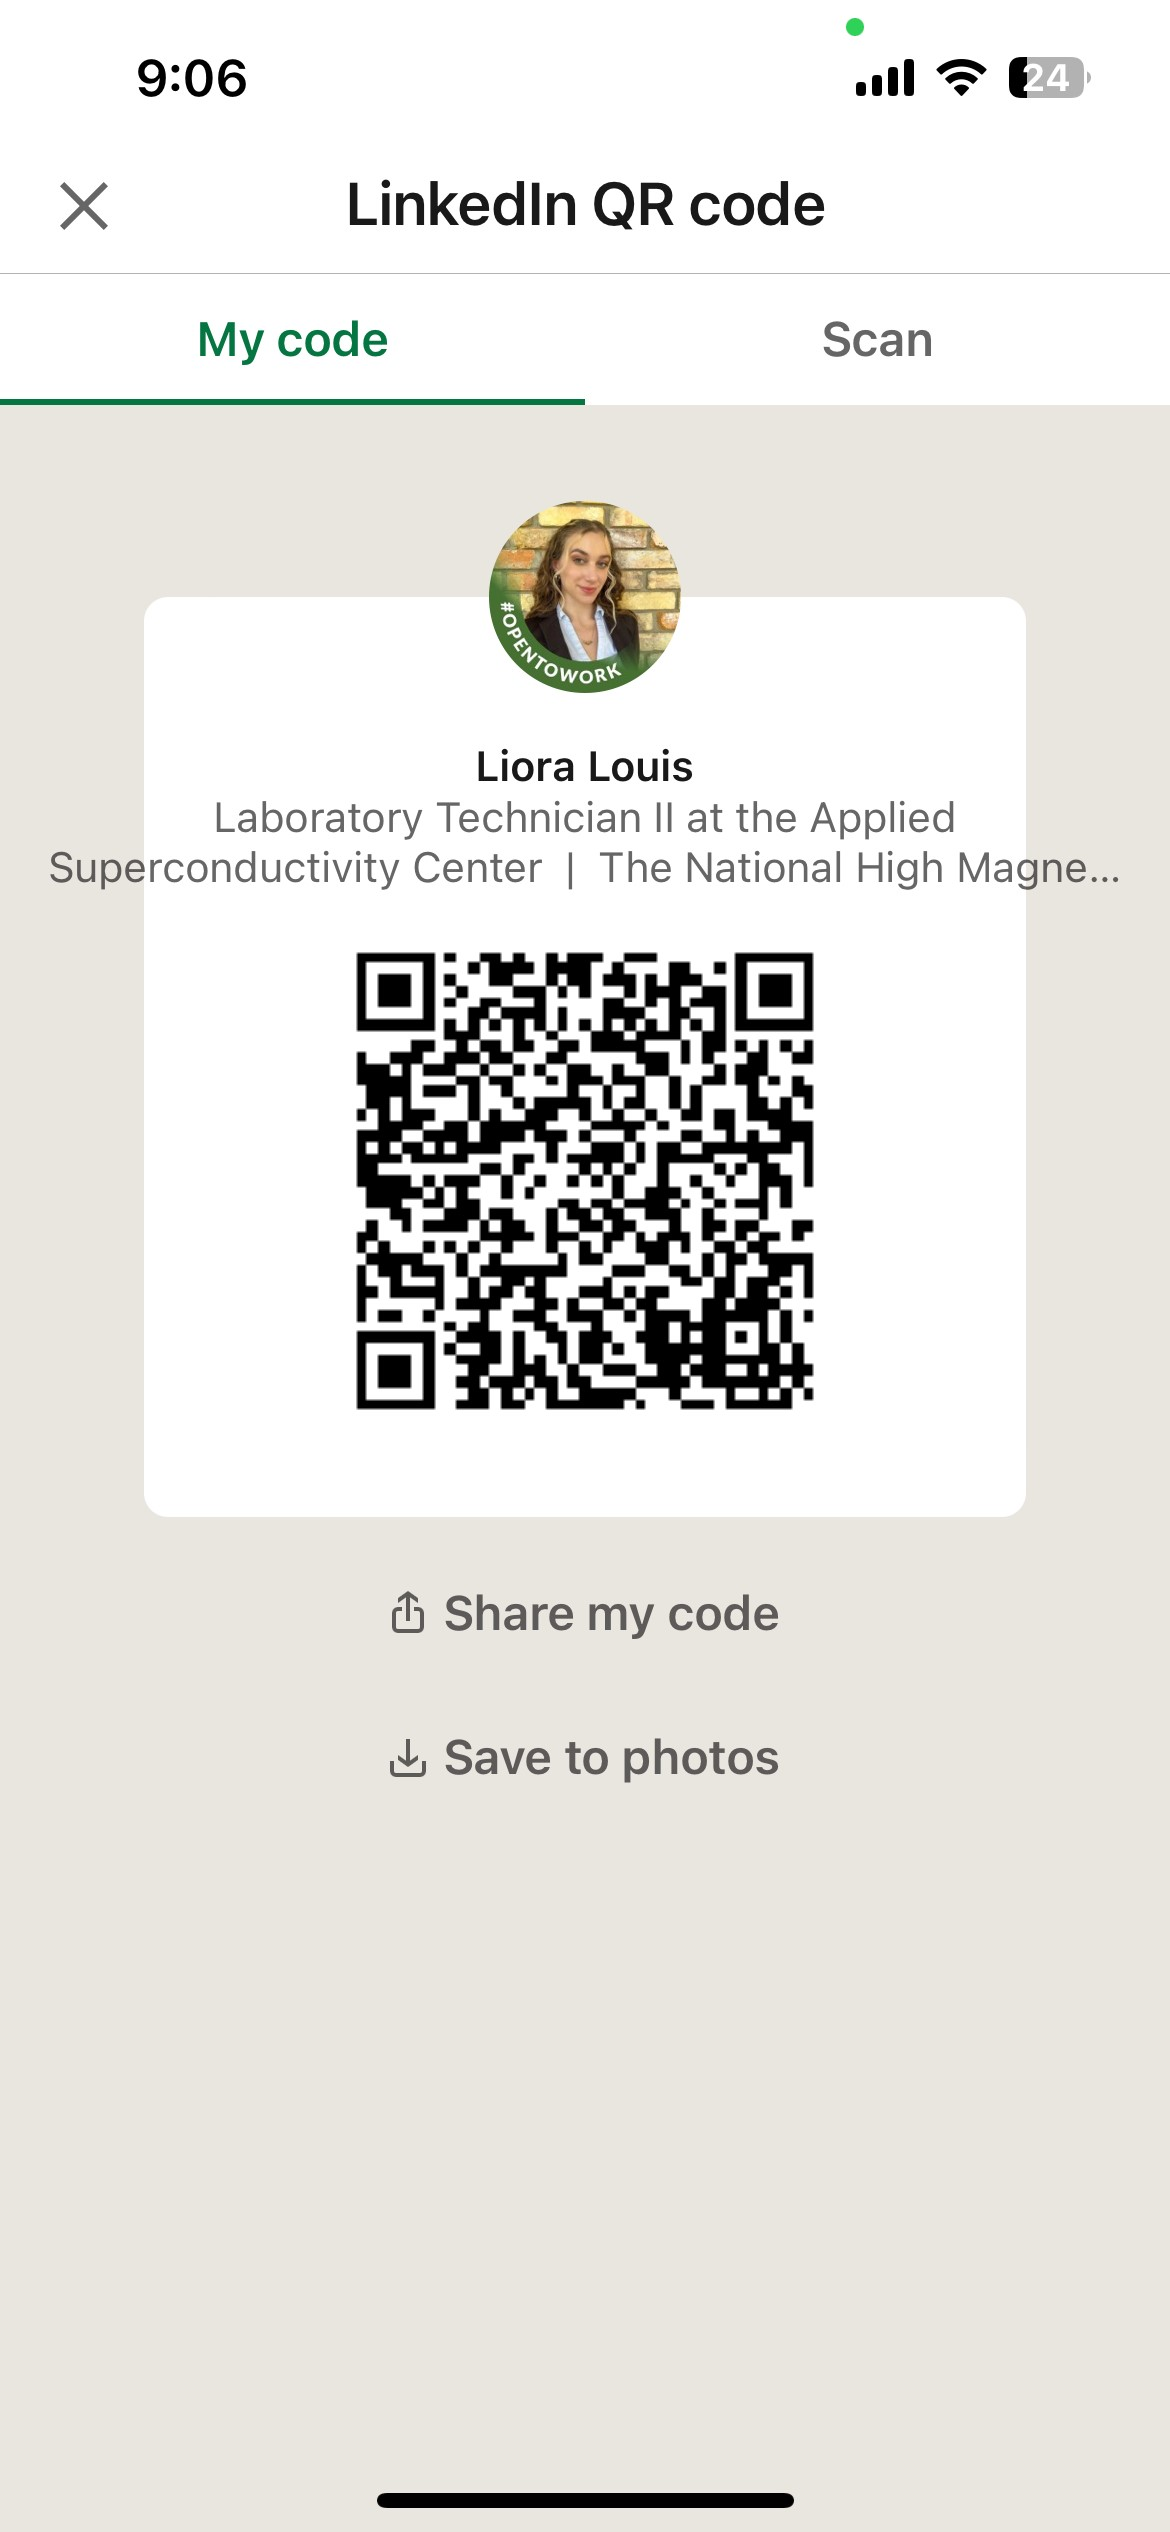 9:06
24
LinkedIn QR code
My code
Scan
#OPENTOWORK
Liora Louis
Laboratory Technician II at the Applied
Superconductivity Center | The National High Magne...
Share my code
Save to photos